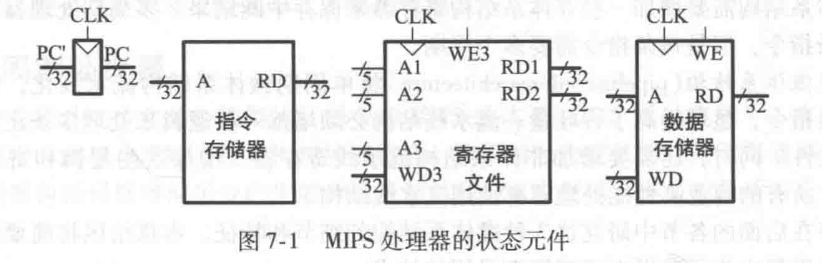 CLK CLK CLK
PC' PC
32 32
32 RD 32
指令
存储器
WE3
5 A1 RD1 32
5 A2 RD2 32
5 A3
32 WD3
寄存器
文件
WE
32 A RD 32
数据
存储器
32 WD
图7-1 MIPS 处理器的状态元件